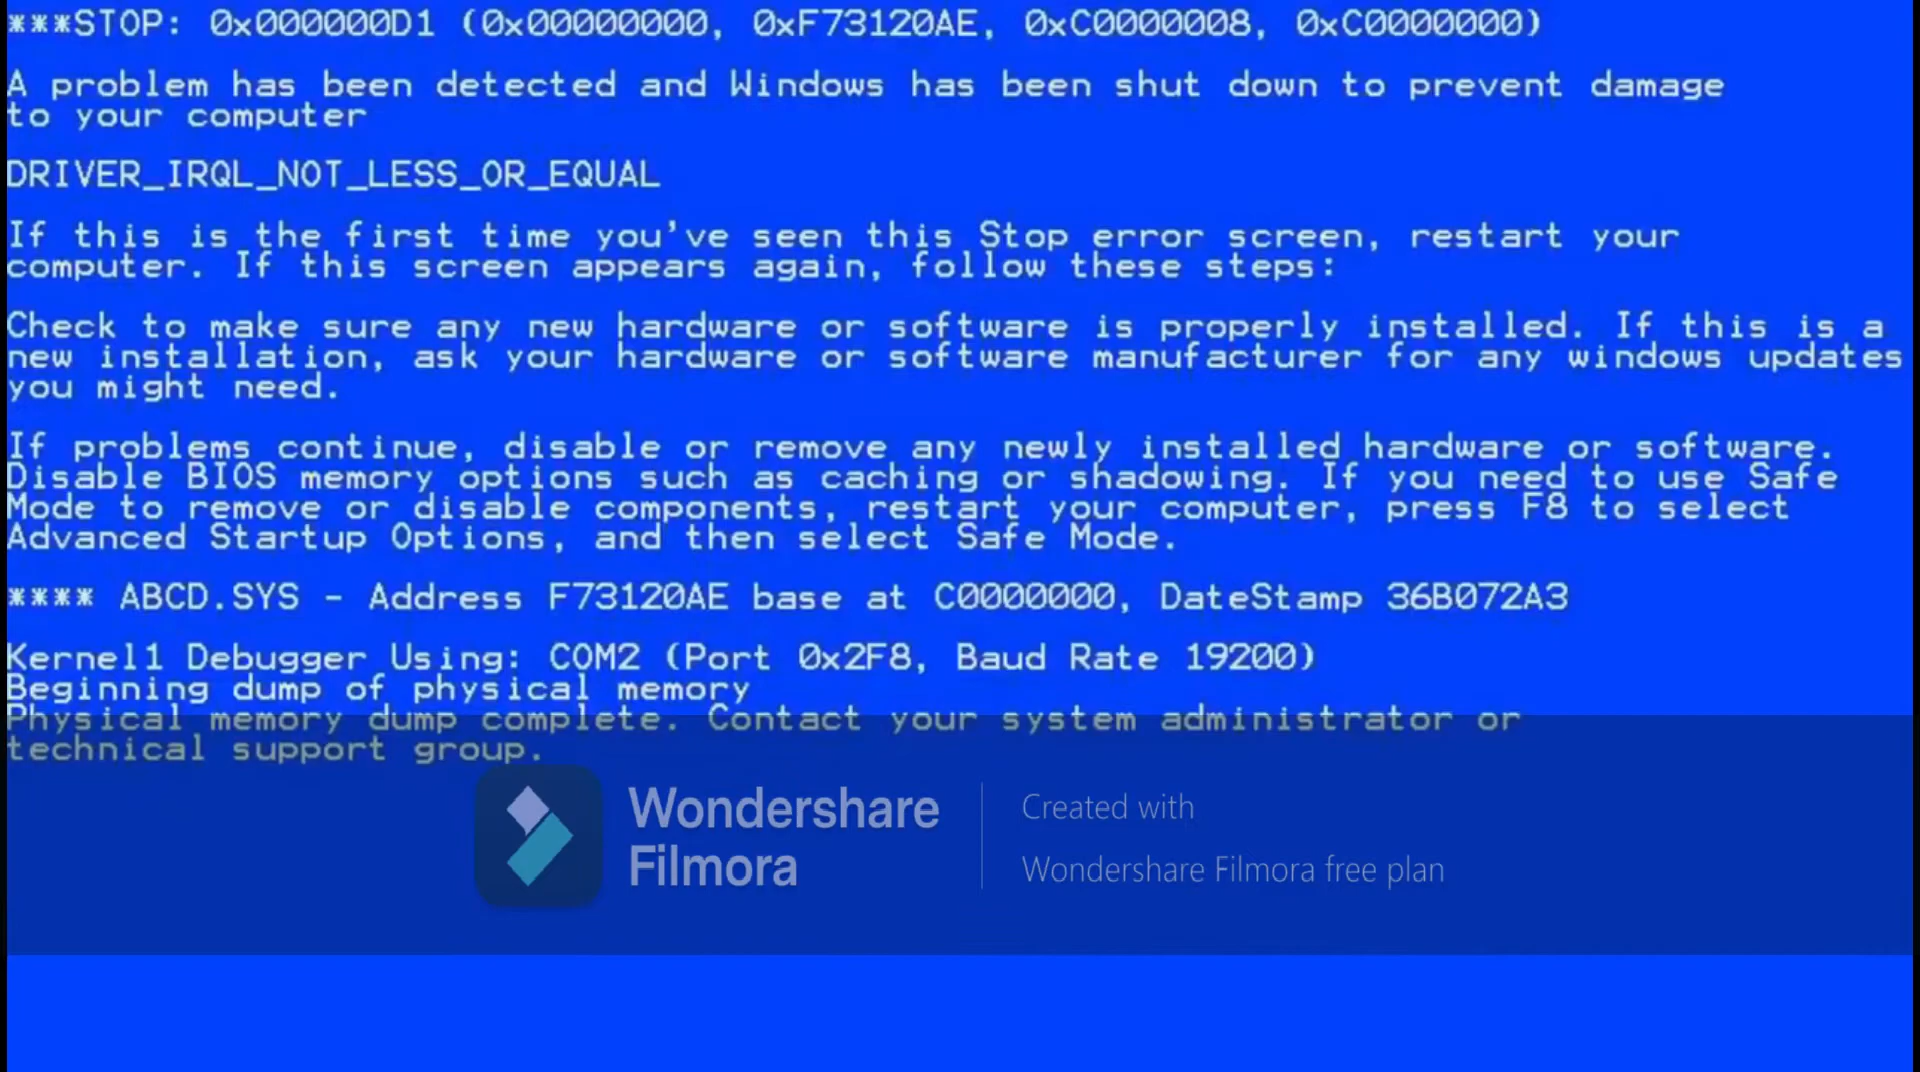 ***STOP: 0x000000D1 (0x00000000, 0xF73120AE, 0xC0000008, 0xC0000000)
A problem has been detected and Windows has been shut down to prevent damage
to your computer
DRIVER_IRQL_NOT_LESS_OR_EQUAL
If this is the first time you've seen this Stop error screen, restart your
computer. If this screen appears again, follow these steps:
Check to make sure any new hardware or software is properly installed. If this is a
new installation, ask your hardware or software manufacturer for any windows updates
you might need.
If problems continue, disable or remove any newly installed hardware or software.
Disable BIOS memory options such as caching or shadowing. If you need to use Safe
Mode to remove or disable components, restart your computer, press F8 to select
Advanced Startup Options, and then select Safe Mode.
**** ABCD.SYS - Address F73120AE base at C0000000, DateStamp 36B072A3
Kernel1 Debugger Using: COM2 (Port 0x2F8, Baud Rate 19200)
Beginning dump of physical memory
Physical memory dump complete. Contact your system administrator or
technical support group.
Wondershare
Filmora
Created with
Wondershare Filmora free plan